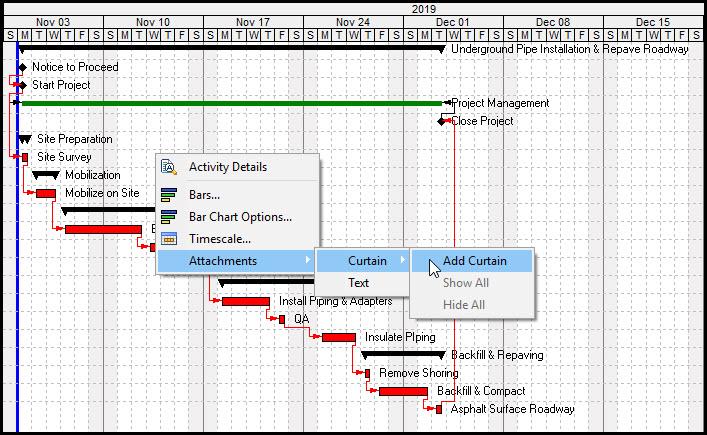 2019
Nov 03 Nov 10 Nov 17 Nov 24 Dec 01 Dec 08 Dec 15
S M T W T F S S M T W T F S S M T W T F S S M T W T F S S M T W T F S S M T W T F S S M T W T F S
Underground Pipe Installation & Repave Roadway
Notice to Proceed
Start Project
Project Management
Close Project
Site Preparation
Site Survey
Mobilization
Mobilize on Site
Activity Details
Bars...
Bar Chart Options...
Timescale...
Attachments
Curtain
Text
Add Curtain
Show All
Hide All
Install Piping & Adapters
QA
Insulate PIping
Backfill & Repaving
Remove Shoring
Backfill & Compact
Asphalt Surface Roadway